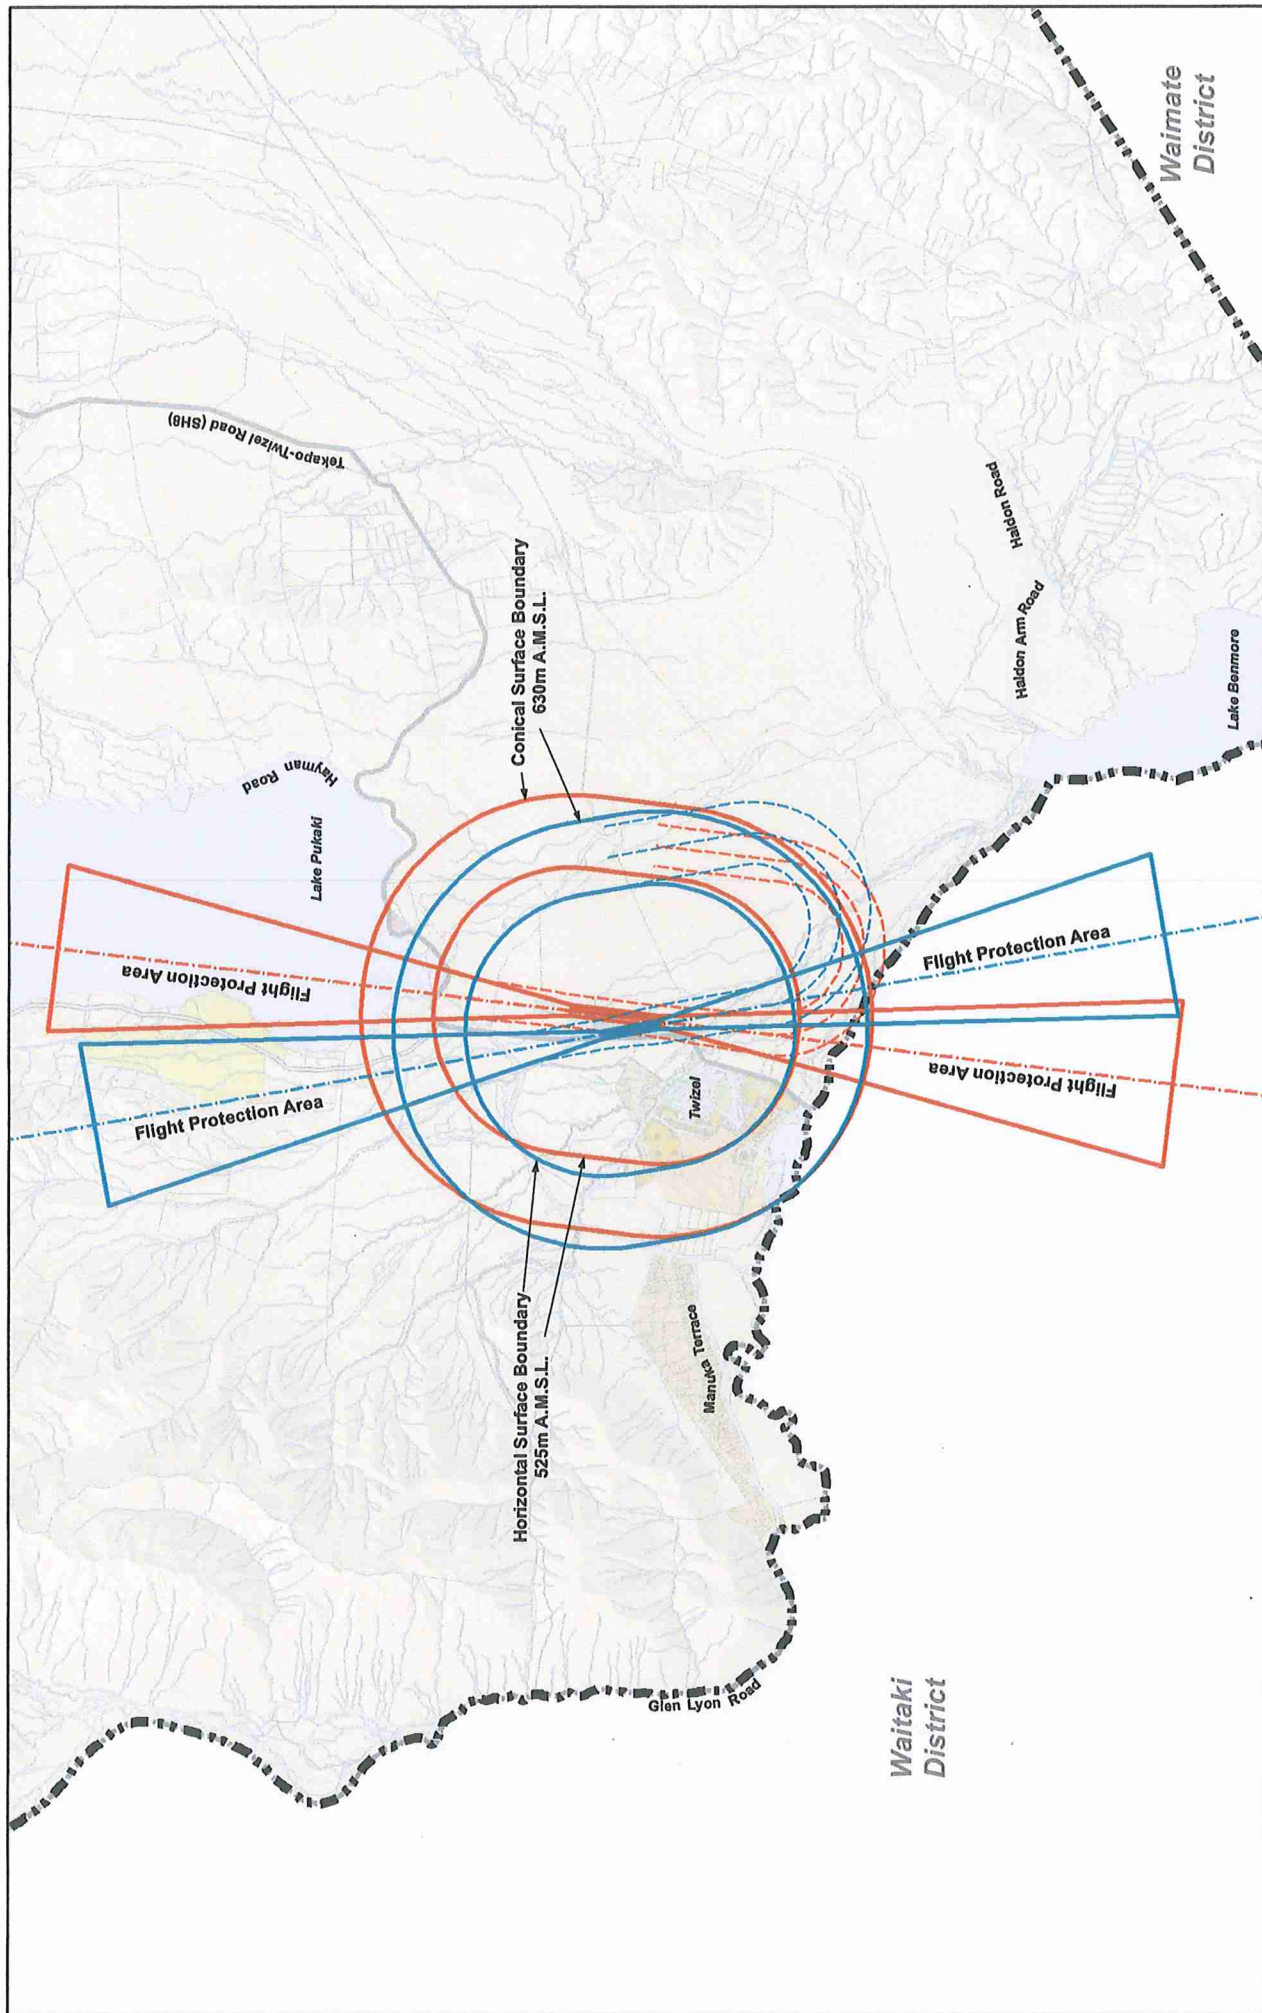 Waimate
District
Tekapo-Twizel Road (SH8)
Haldon Road
Haldon Arm Road
Lake Benmore
Conical Surface Boundary
630m A.M.S.L.
Hayman Road
Lake Pukaki
Flight Protection Area
Flight Protection Area
Flight Protection Area
Flight Protection Area
Twizel
Horizontal Surface Boundary
525m A.M.S.L.
Manuka Terrace
Glen Lyon Road
Waitaki
District